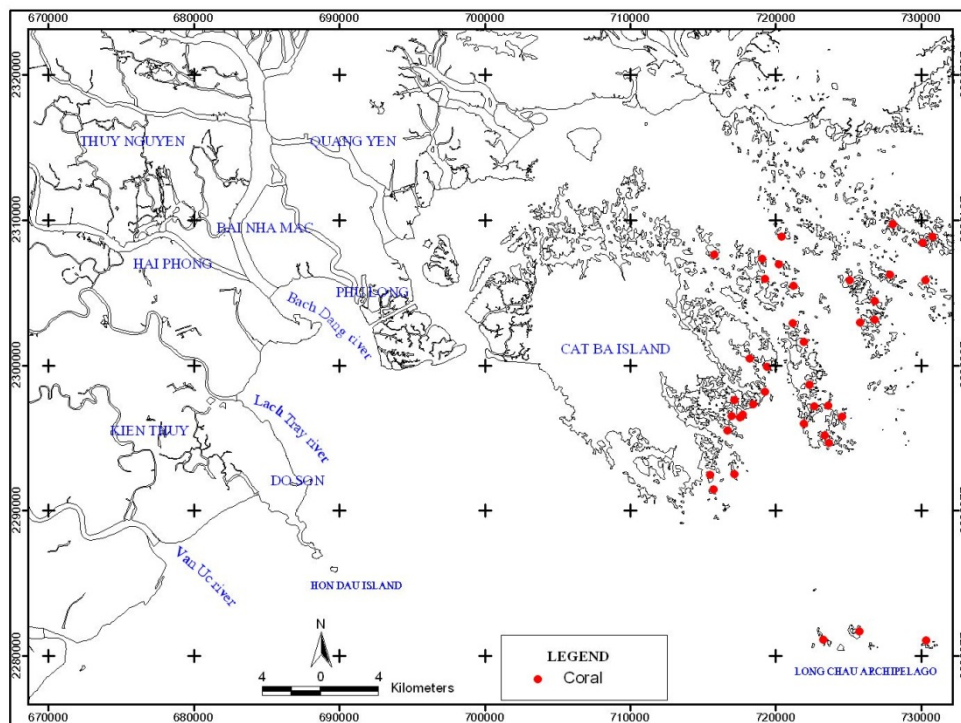 670000 680000 690000 700000 710000 720000 730000
2320000
THUY NGUYEN QUANG YEN
2310000
BAI NHA MAC
HAI PHONG
PHU LONG
Bach Dang river
CAT BA ISLAND
2300000
Lach Tray river
KIEN THUY
DO SON
2290000
Van Uc river
HON DAU ISLAND
N
2280000
LONG CHAU ARCHIPELAGO
LEGEND
Coral
4 0 4 Kilometers
670000 680000 690000 700000 710000 720000 730000